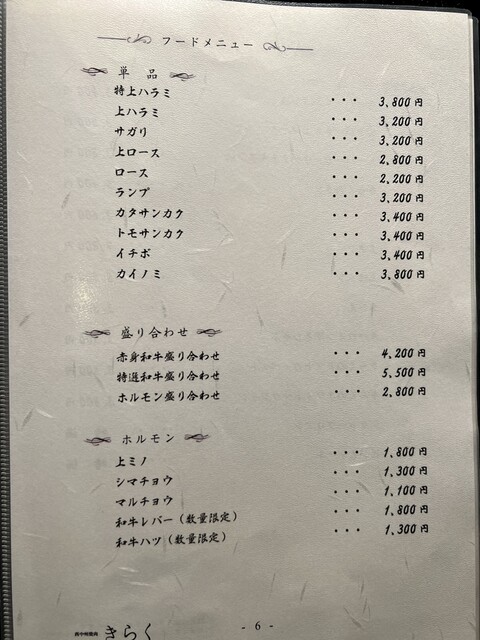 フードメニュー
単 品
特上ハラミ ・・・ 3,800円
上ハラミ ・・・ 3,200円
サガリ ・・・ 3,200円
上ロース ・・・ 2,800円
ロース ・・・ 2,200円
ランプ ・・・ 3,200円
カタサンカク ・・・ 3,400円
トモサンカク ・・・ 3,400円
イチボ ・・・ 3,400円
カイノミ ・・・ 3,800円
盛り合わせ
赤身和牛盛り合わせ ・・・ 4,200円
特選和牛盛り合わせ ・・・ 5,500円
ホルモン盛り合わせ ・・・ 2,800円
ホルモン
上ミノ ・・・ 1,800円
シマチョウ ・・・ 1,300円
マルチョウ ・・・ 1,100円
和牛レバー(数量限定) ・・・ 1,800円
和牛ハツ(数量限定) ・・・ 1,300円
西中洲焼肉 きらく
- 6 -